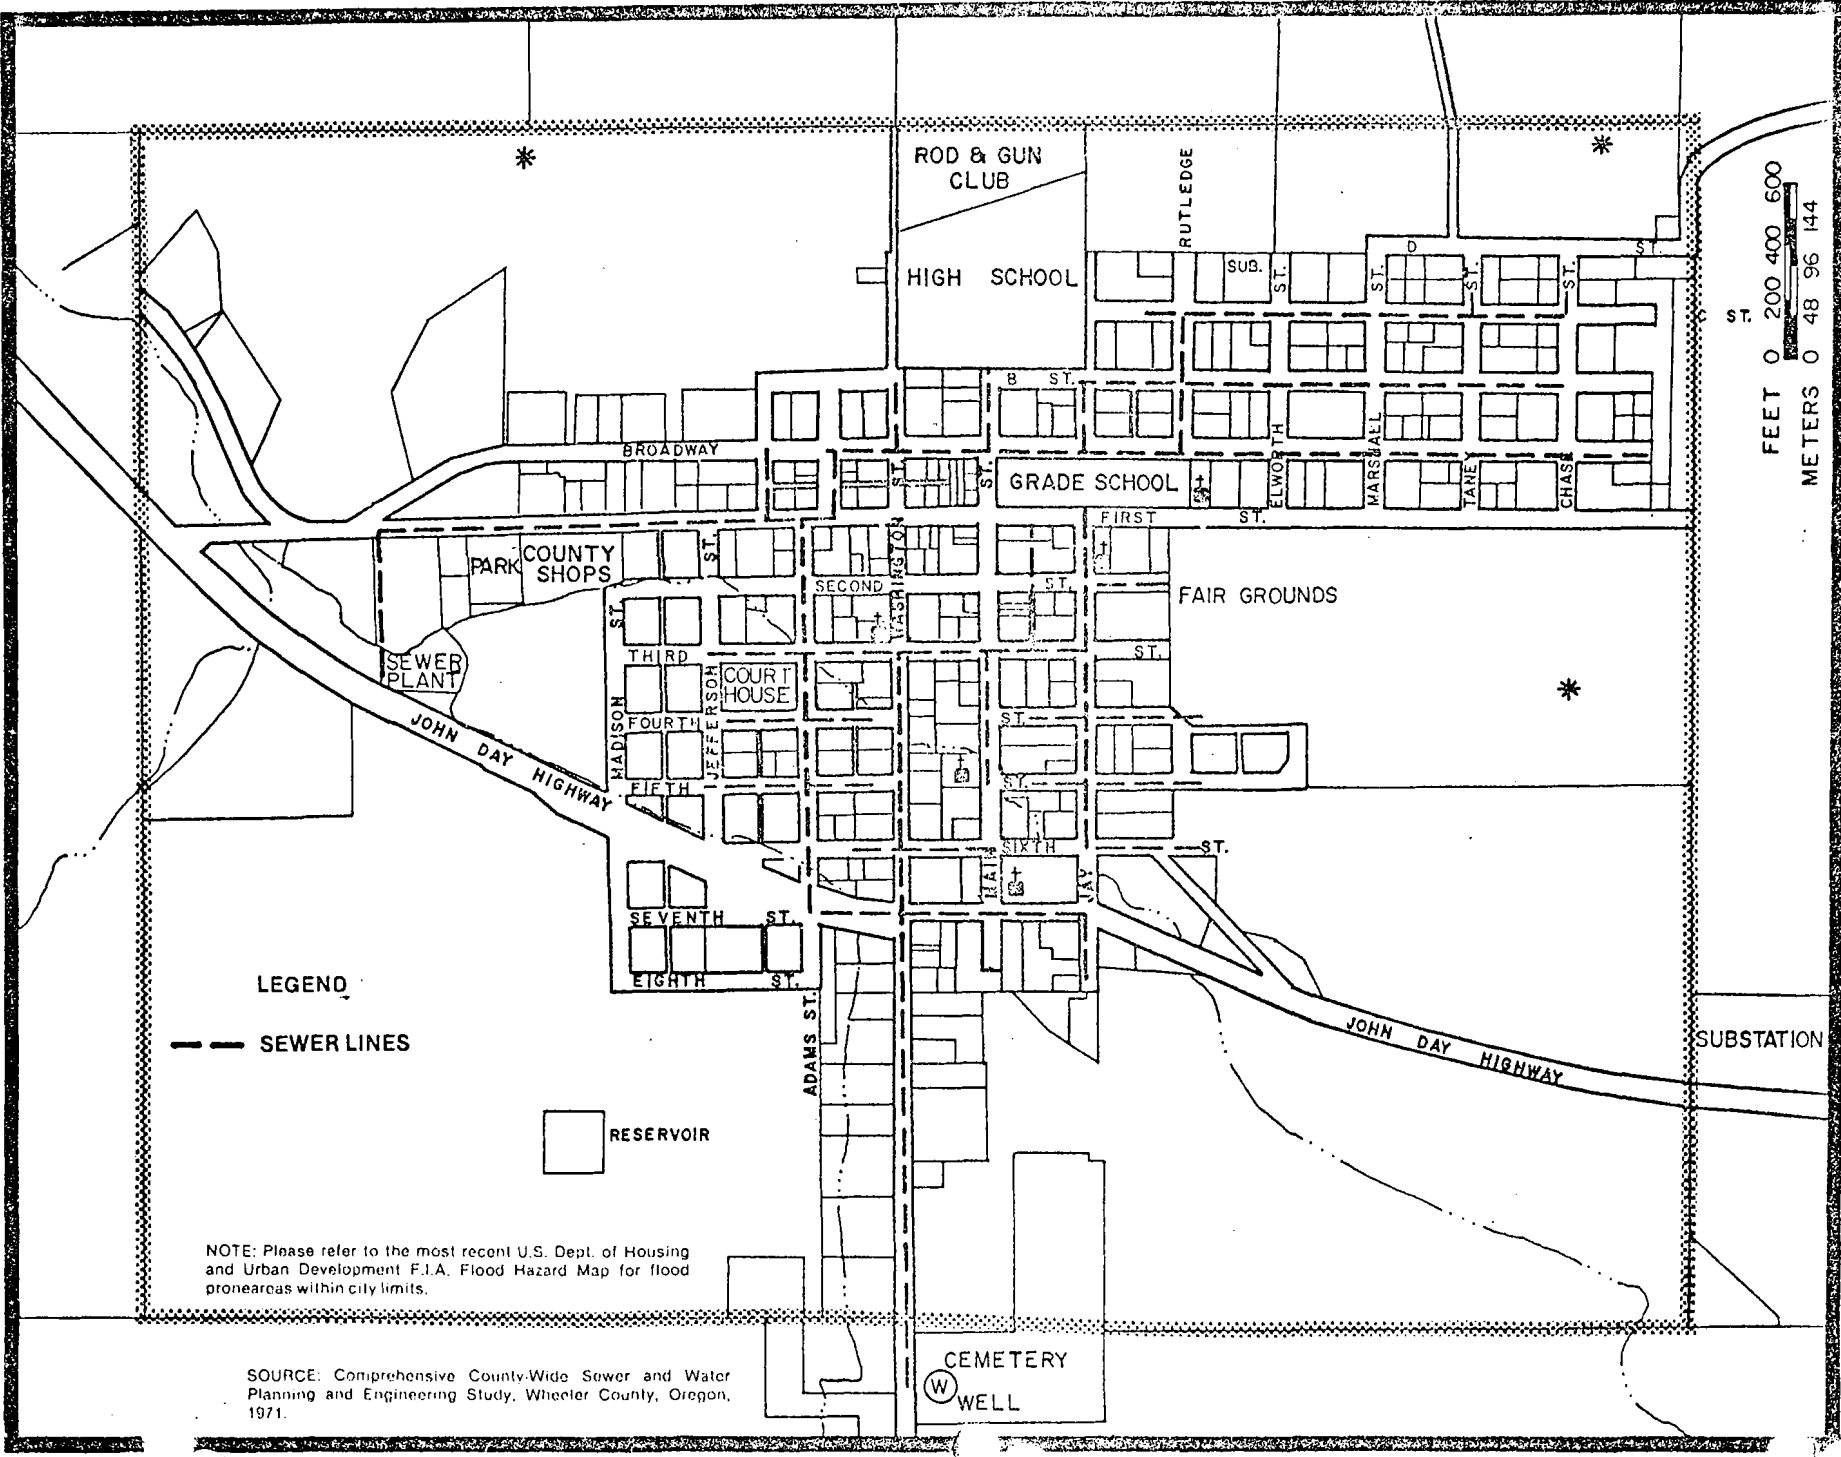 ROD & GUN
CLUB
RUTLEDGE
FEET 0 200 400 600
METERS 0 48 96 144
HIGH SCHOOL
SUB.
ST.
ST.
D ST.
ST.
ST.
C ST.
B ST.
BROADWAY
ST.
ST.
GRADE SCHOOL
ELWORTH
MARSHALL
TANEY
CHASE
FIRST ST.
PARK
COUNTY
SHOPS
ST.
WASHINGTON
SECOND ST.
FAIR GROUNDS
ST.
THIRD ST.
SEWER
PLANT
COURT
HOUSE
MADISON
JEFFERSON
FOURTH ST.
JOHN DAY HIGHWAY
FIFTH ST.
SIXTH ST.
MAIN
JAY
SEVENTH ST.
EIGHTH ST.
ADAMS ST.
LEGEND
SEWER LINES
JOHN DAY HIGHWAY
SUBSTATION
RESERVOIR
NOTE: Please refer to the most recent U.S. Dept. of Housing
and Urban Development F.I.A. Flood Hazard Map for flood
proneareas within city limits.
SOURCE: Comprehensive County-Wide Sewer and Water
Planning and Engineering Study, Wheeler County, Oregon,
1971.
CEMETERY
W
WELL